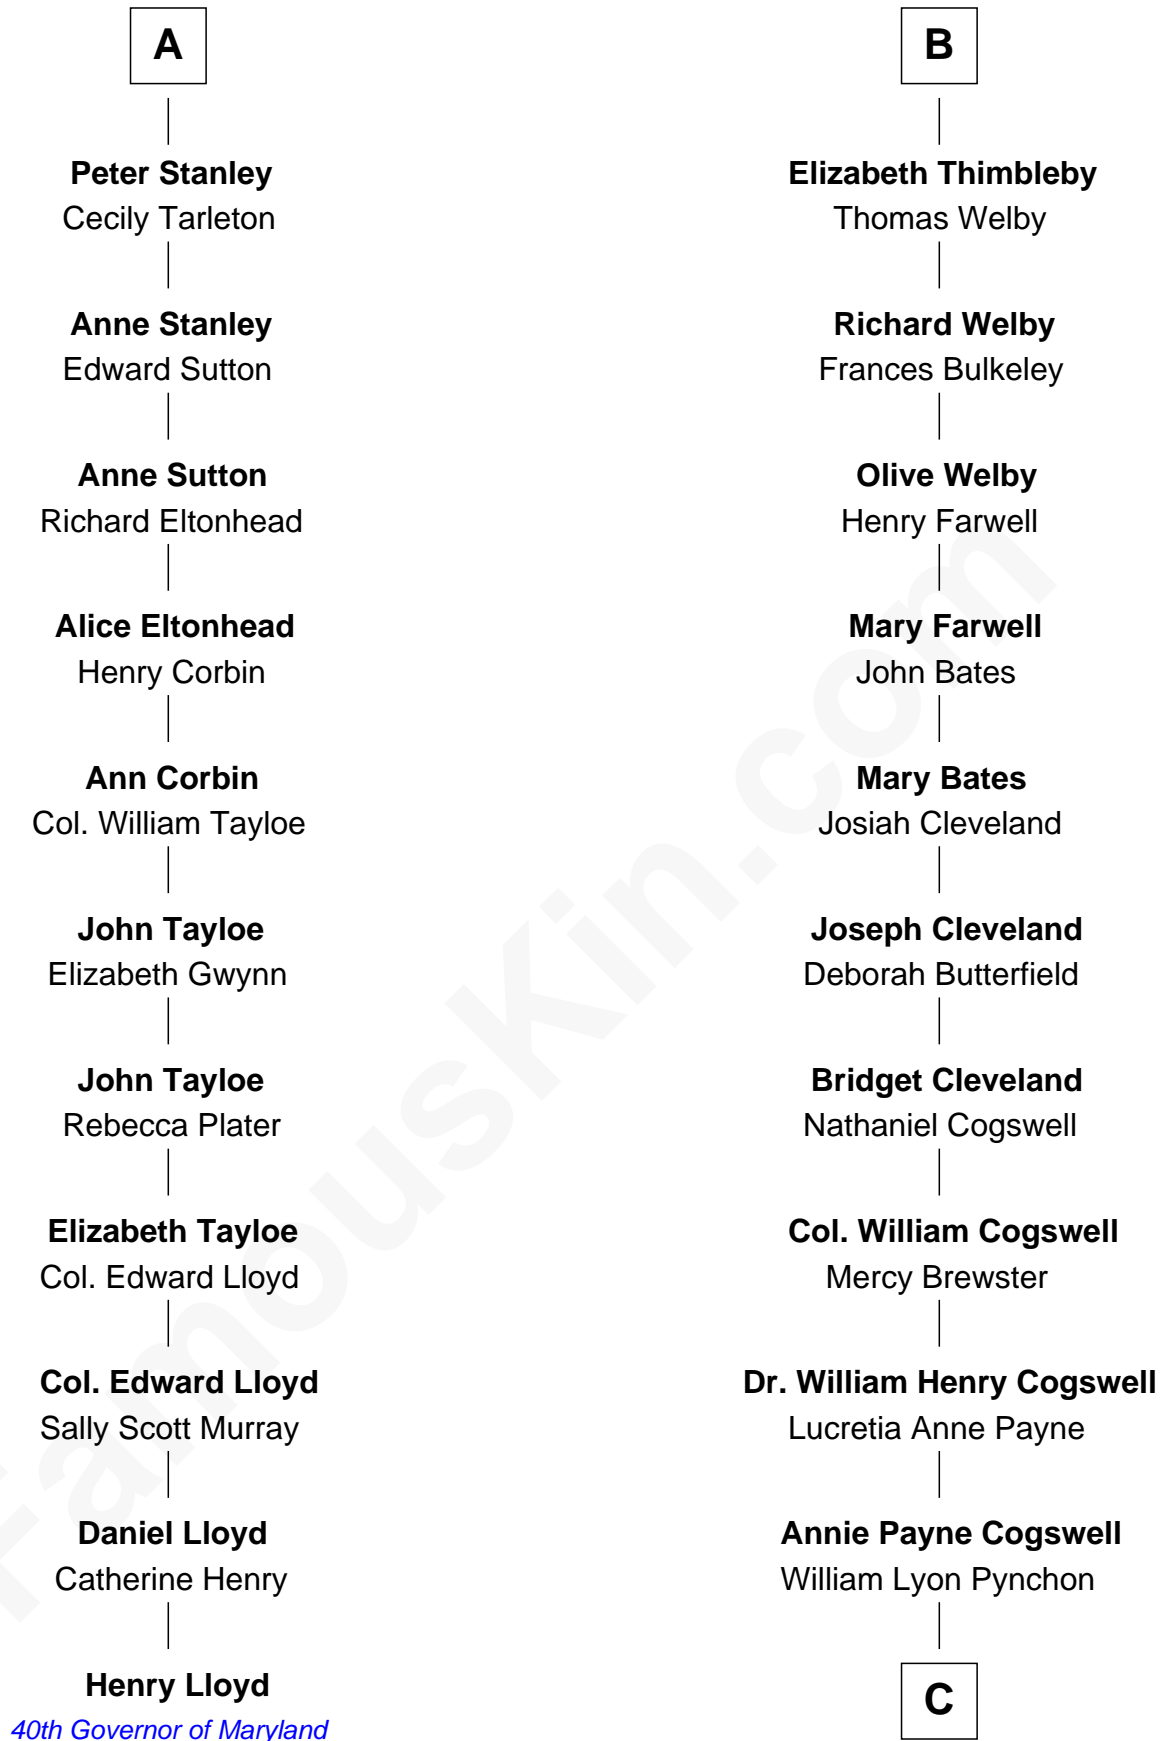 A
Peter Stanley
Cecily Tarleton
Anne Stanley
Edward Sutton
Anne Sutton
Richard Eltonhead
Alice Eltonhead
Henry Corbin
Ann Corbin
Col. William Tayloe
John Tayloe
Elizabeth Gwynn
John Tayloe
Rebecca Plater
Elizabeth Tayloe
Col. Edward Lloyd
Col. Edward Lloyd
Sally Scott Murray
Daniel Lloyd
Catherine Henry
Henry Lloyd
40th Governor of Maryland
B
Elizabeth Thimbleby
Thomas Welby
Richard Welby
Frances Bulkeley
Olive Welby
Henry Farwell
Mary Farwell
John Bates
Mary Bates
Josiah Cleveland
Joseph Cleveland
Deborah Butterfield
Bridget Cleveland
Nathaniel Cogswell
Col. William Cogswell
Mercy Brewster
Dr. William Henry Cogswell
Lucretia Anne Payne
Annie Payne Cogswell
William Lyon Pynchon
C
FamousKin.com